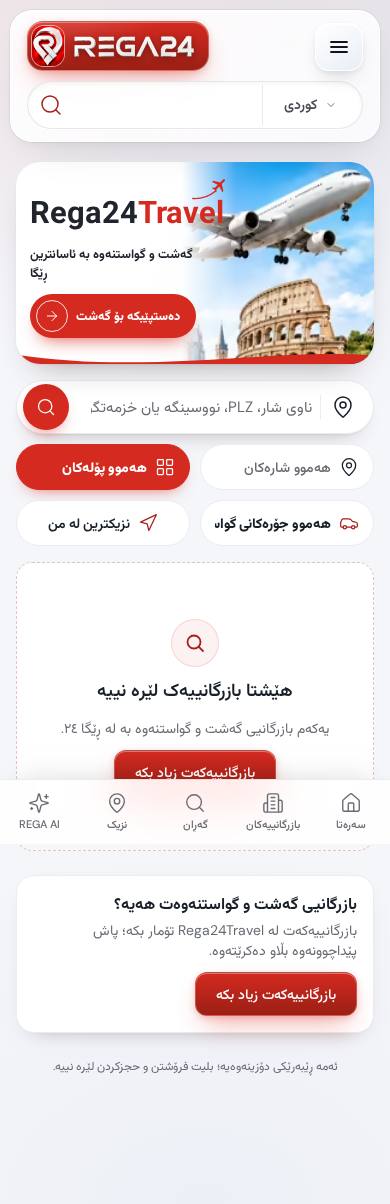 REGA24
کوردی
Rega24Travel
گەشت و گواستنەوە بە ئاسانترین
ڕێگا
دەستپێبکە بۆ گەشت
ناوی شار، PLZ، نووسینگە یان خزمەتگ
هەموو شارەکان
هەموو پۆلەکان
هەموو جۆرەکانی گواس
نزیکترین لە من
هێشتا بازرگانییەک لێرە نییە
یەکەم بازرگانیی گەشت و گواستنەوە بە لە ڕێگا ٢٤.
بازرگانییەکەت زیاد بکە
سەرەتا
بازرگانییەکان
گەران
نزیک
REGA AI
بازرگانیی گەشت و گواستنەوەت هەیە؟
بازرگانییەکەت لە Rega24Travel تۆمار بکە؛ پاش
پێداچوونەوە بڵاو دەکرێتەوە.
بازرگانییەکەت زیاد بکە
ئەمە ڕێبەرێکی دۆزینەوەیە؛ بلیت فرۆشتن و حجزکردن لێرە نییە.